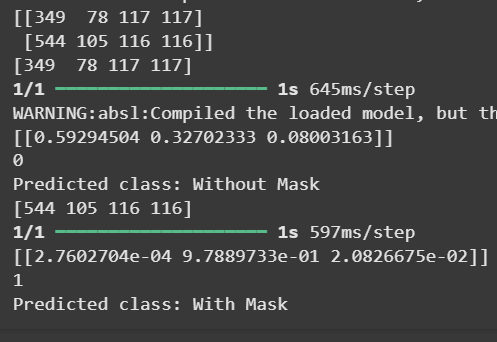 [[349  78 117 117]
 [544 105 116 116]]
[349  78 117 117]
1/1 ━━━━━━━━━━━━━━━━━━━━ 1s 645ms/step
WARNING:absl:Compiled the loaded model, but th
[[0.59294504 0.32702333 0.08003163]]
0
Predicted class: Without Mask
[544 105 116 116]
1/1 ━━━━━━━━━━━━━━━━━━━━ 1s 597ms/step
[[2.7602704e-04 9.7889733e-01 2.0826675e-02]]
1
Predicted class: With Mask